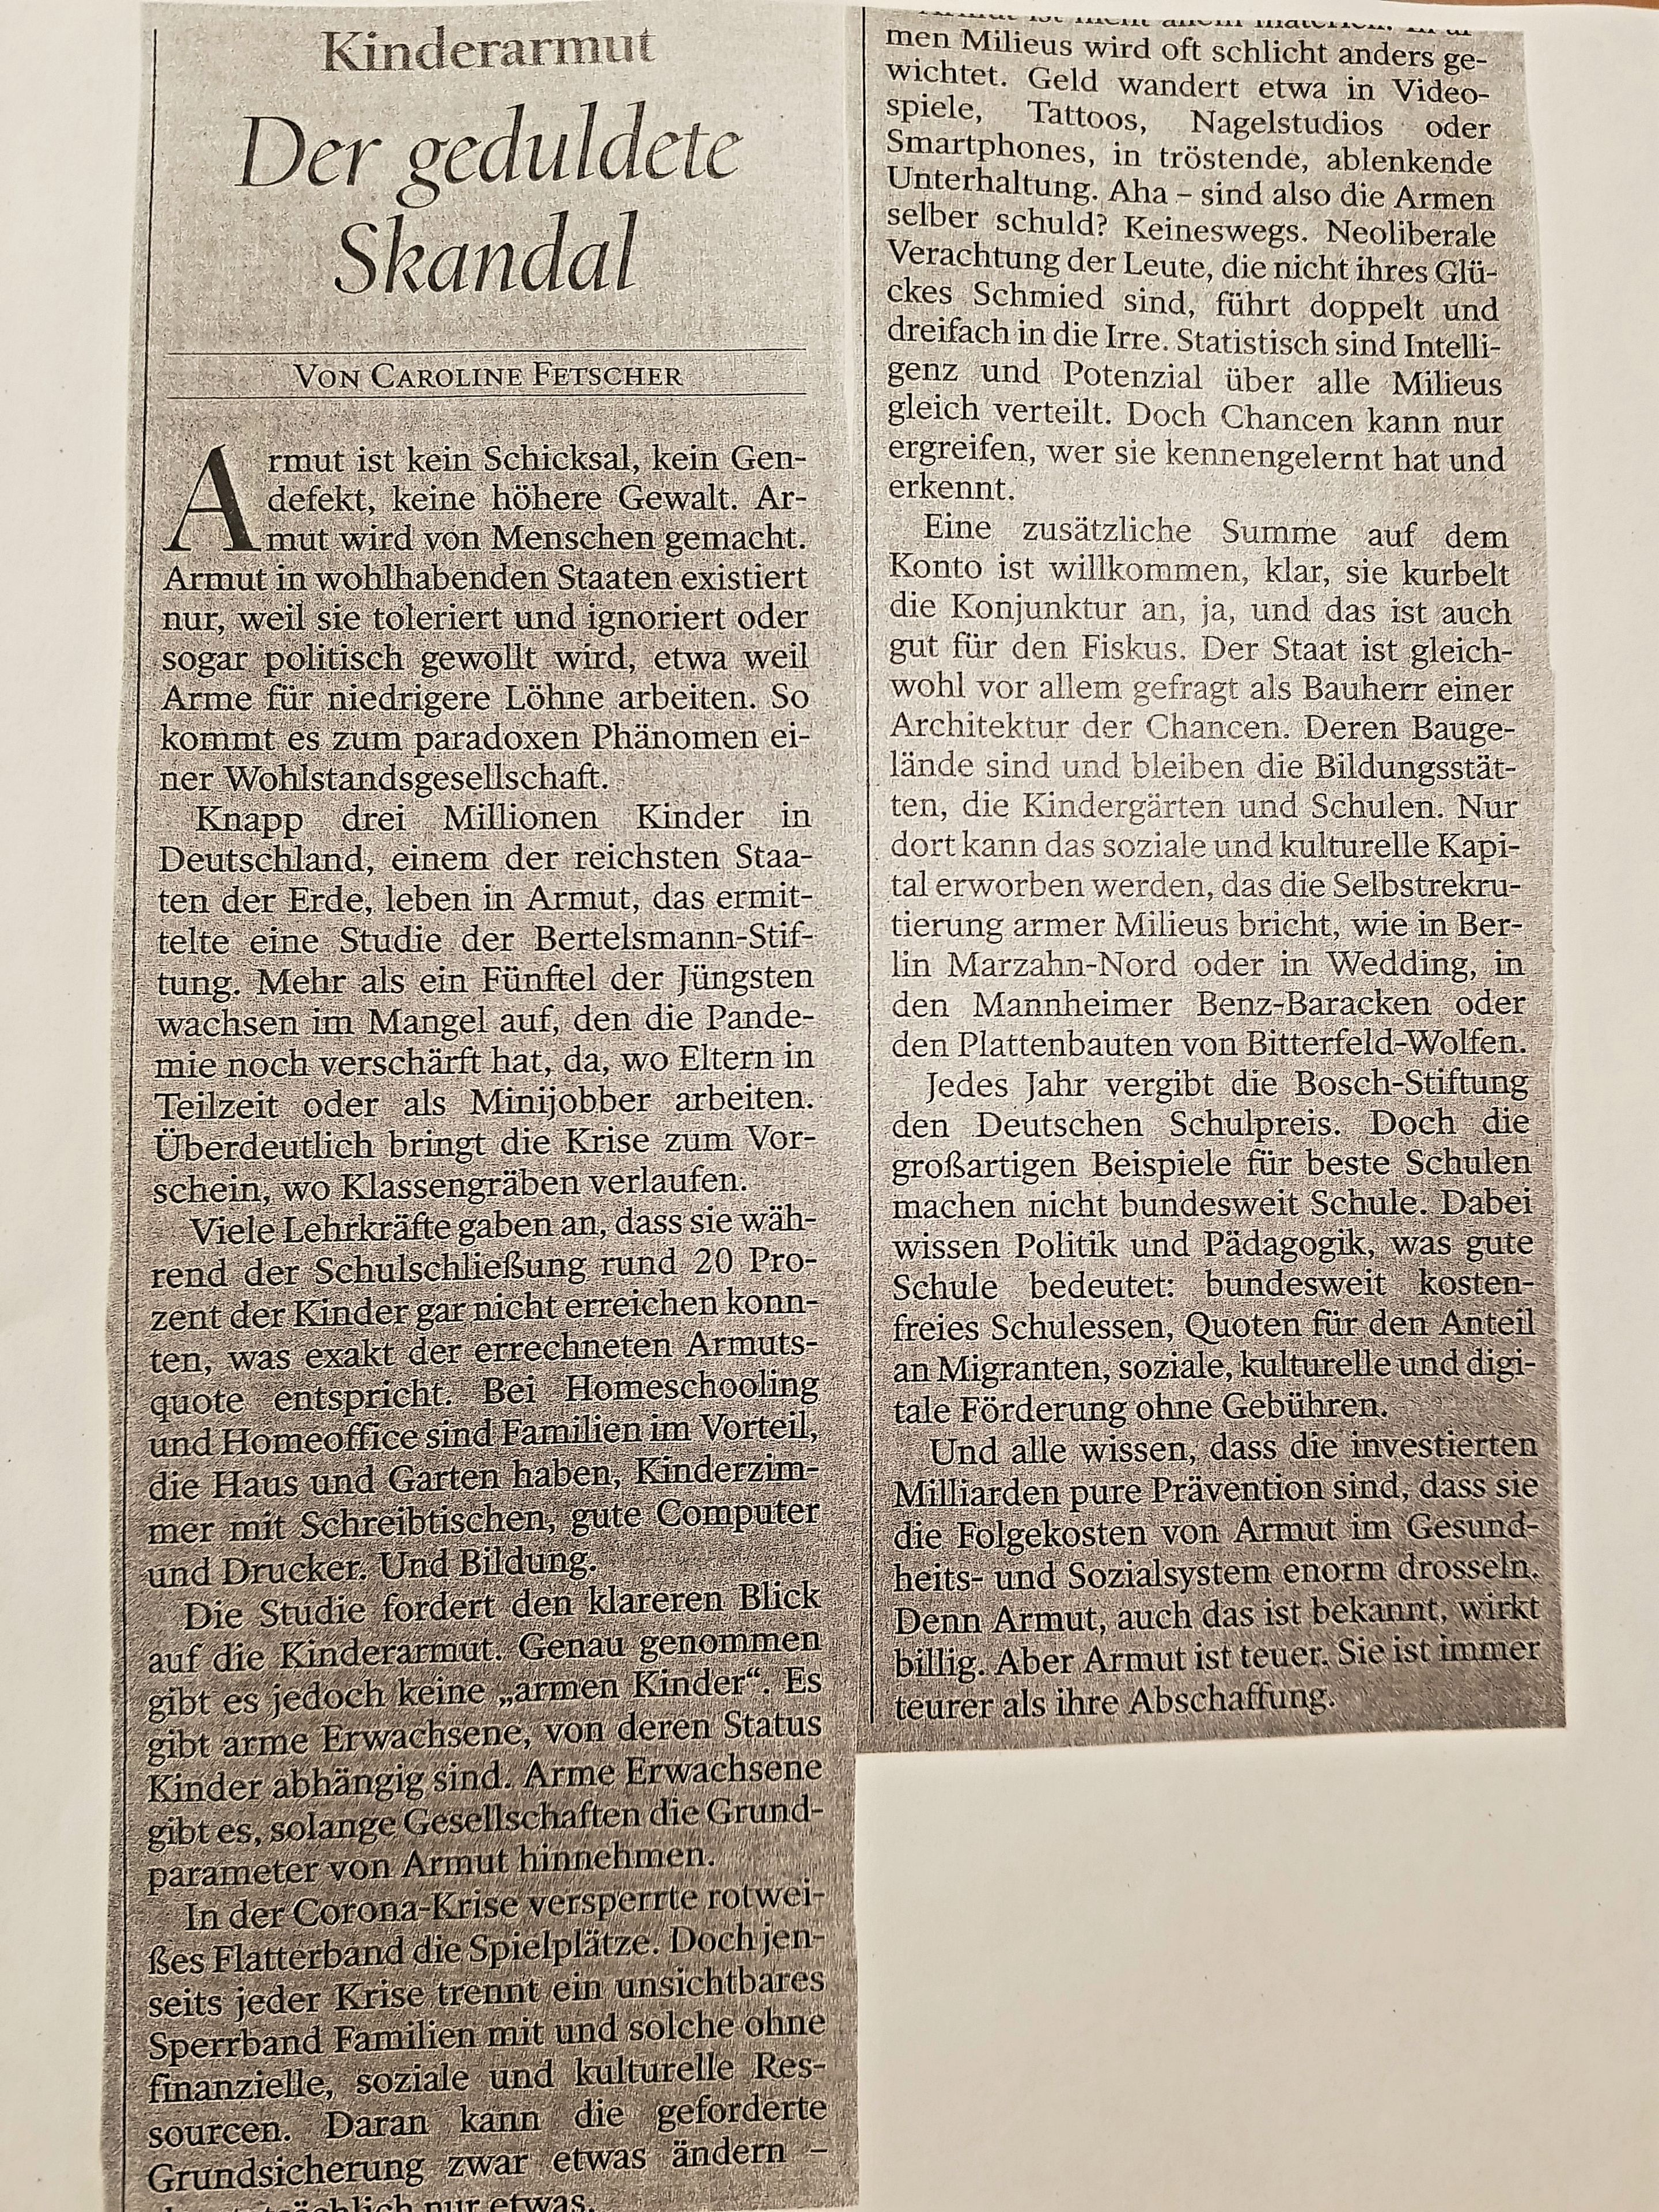 Kinderarmut
Der geduldete
Skandal
VON CAROLINE FETSCHER
Armut ist kein Schicksal, kein Gen-
defekt, keine höhere Gewalt. Ar-
mut wird von Menschen gemacht.
Armut in wohlhabenden Staaten existiert
nur, weil sie toleriert und ignoriert oder
sogar politisch gewollt wird, etwa weil
Arme für niedrigere Löhne arbeiten. So
kommt es zum paradoxen Phänomen ei-
ner Wohlstandsgesellschaft.
Knapp drei Millionen Kinder in
Deutschland, einem der reichsten Staa-
ten der Erde, leben in Armut, das ermit-
telte eine Studie der Bertelsmann-Stif-
tung. Mehr als ein Fünftel der Jüngsten
wachsen im Mangel auf, den die Pande-
mie noch verschärft hat, da, wo Eltern in
Teilzeit oder als Minijobber arbeiten.
Überdeutlich bringt die Krise zum Vor-
schein, wo Klassengräben verlaufen.
Viele Lehrkräfte gaben an, dass sie wäh-
rend der Schulschließung rund 20 Pro-
zent der Kinder gar nicht erreichen konn-
ten, was exakt der errechneten Armuts-
quote entspricht. Bei Homeschooling
und Homeoffice sind Familien im Vorteil,
die Haus und Garten haben, Kinderzim-
mer mit Schreibtischen, gute Computer
und Drucker. Und Bildung.
Die Studie fordert den klareren Blick
auf die Kinderarmut. Genau genommen
gibt es jedoch keine „armen Kinder“. Es
gibt arme Erwachsene, von deren Status
Kinder abhängig sind. Arme Erwachsene
gibt es, solange Gesellschaften die Grund-
parameter von Armut hinnehmen.
In der Corona-Krise versperrte rotwei-
ßes Flatterband die Spielplätze. Doch jen-
seits jeder Krise trennt ein unsichtbares
Sperrband Familien mit und solche ohne
finanzielle, soziale und kulturelle Res-
sourcen. Daran kann die geforderte
Grundsicherung zwar etwas ändern –
nur etwas.
Armut ist nicht allein materiell. In ar-
men Milieus wird oft schlicht anders ge-
wichtet. Geld wandert etwa in Video-
spiele, Tattoos, Nagelstudios oder
Smartphones, in tröstende, ablenkende
Unterhaltung. Aha – sind also die Armen
selber schuld? Keineswegs. Neoliberale
Verachtung der Leute, die nicht ihres Glü-
ckes Schmied sind, führt doppelt und
dreifach in die Irre. Statistisch sind Intelli-
genz und Potenzial über alle Milieus
gleich verteilt. Doch Chancen kann nur
ergreifen, wer sie kennengelernt hat und
erkennt.
Eine zusätzliche Summe auf dem
Konto ist willkommen, klar, sie kurbelt
die Konjunktur an, ja, und das ist auch
gut für den Fiskus. Der Staat ist gleich-
wohl vor allem gefragt als Bauherr einer
Architektur der Chancen. Deren Bauge-
lände sind und bleiben die Bildungsstät-
ten, die Kindergärten und Schulen. Nur
dort kann das soziale und kulturelle Kapi-
tal erworben werden, das die Selbstrekru-
tierung armer Milieus bricht, wie in Ber-
lin Marzahn-Nord oder in Wedding, in
den Mannheimer Benz-Baracken oder
den Plattenbauten von Bitterfeld-Wolfen.
Jedes Jahr vergibt die Bosch-Stiftung
den Deutschen Schulpreis. Doch die
großartigen Beispiele für beste Schulen
machen nicht bundesweit Schule. Dabei
wissen Politik und Pädagogik, was gute
Schule bedeutet: bundesweit kosten-
freies Schulessen, Quoten für den Anteil
an Migranten, soziale, kulturelle und digi-
tale Förderung ohne Gebühren.
Und alle wissen, dass die investierten
Milliarden pure Prävention sind, dass sie
die Folgekosten von Armut im Gesund-
heits- und Sozialsystem enorm drosseln.
Denn Armut, auch das ist bekannt, wirkt
billig. Aber Armut ist teuer. Sie ist immer
teurer als ihre Abschaffung.